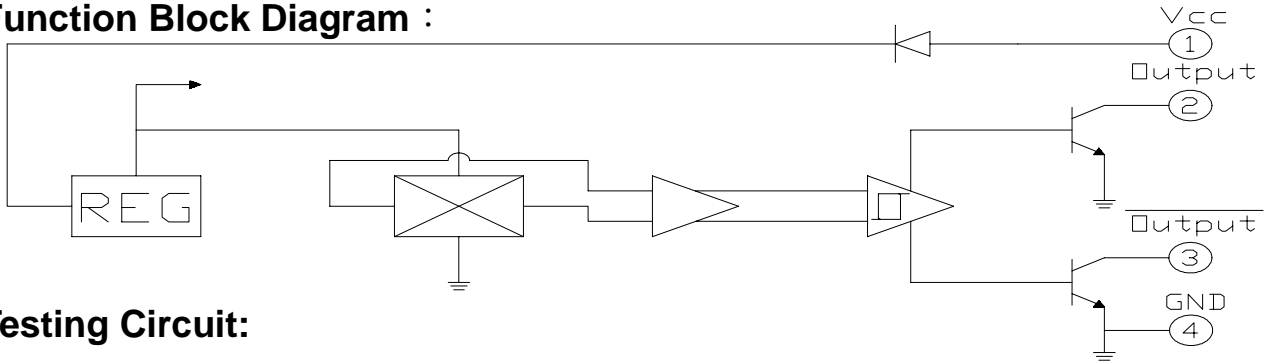 Function Block Diagram：
Vcc
1
Output
2
REG
Output
3
GND
4
Testing Circuit: